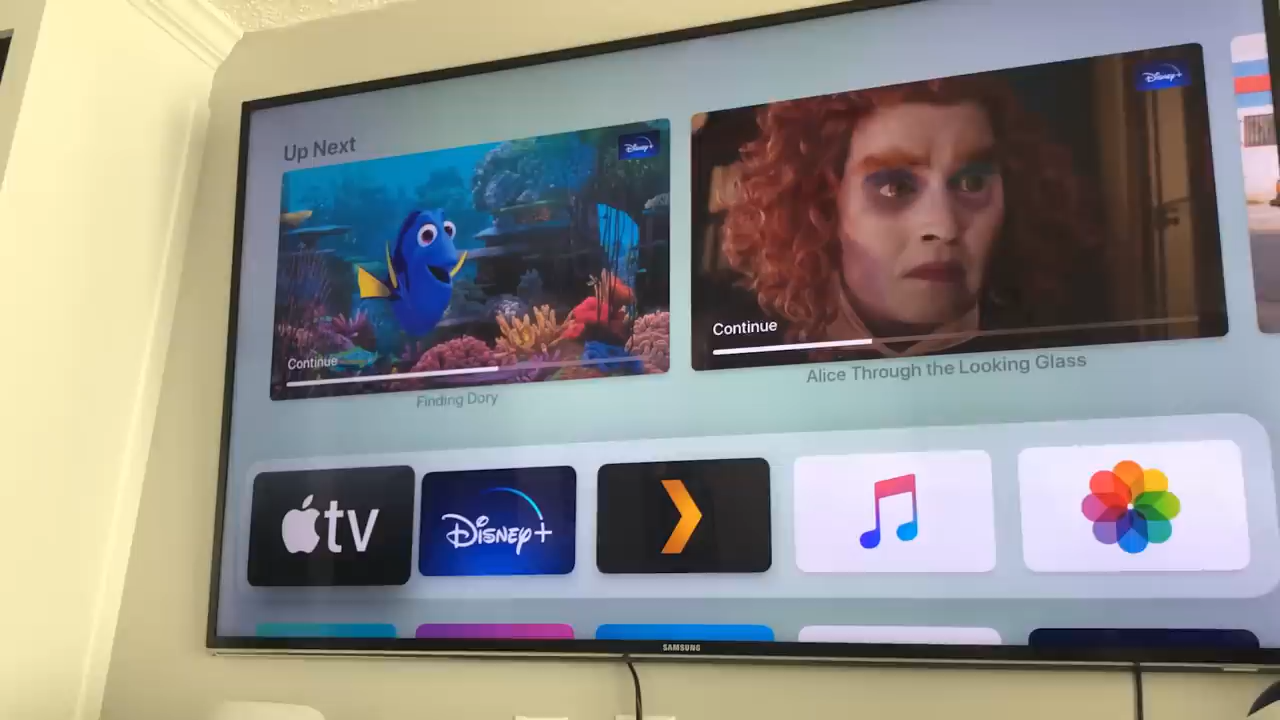 Up Next
Disney+
Disney+
Continue
Continue
Finding Dory
Alice Through the Looking Glass
tv
Disney+
SAMSUNG